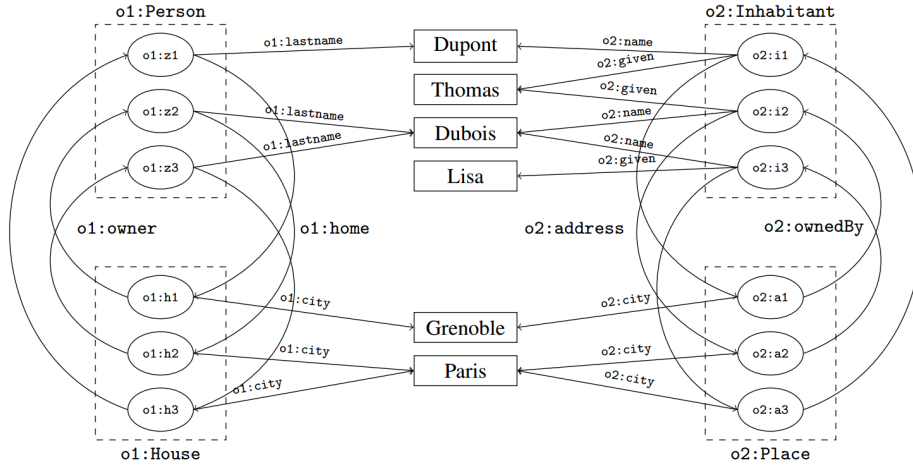 o1:Person
o2:Inhabitant
o1:z1
o1:lastname
Dupont
o2:name
o2:i1
o2:given
Thomas
o2:given
o1:z2
o1:lastname
o2:name
o2:i2
Dubois
o1:lastname
o2:name
o1:z3
o2:given
o2:i3
Lisa
o1:owner
o1:home
o2:address
o2:ownedBy
o1:h1
o1:city
o2:city
o2:a1
Grenoble
o1:h2
o1:city
o2:city
o2:a2
Paris
o1:city
o2:city
o1:h3
o2:a3
o1:House
o2:Place